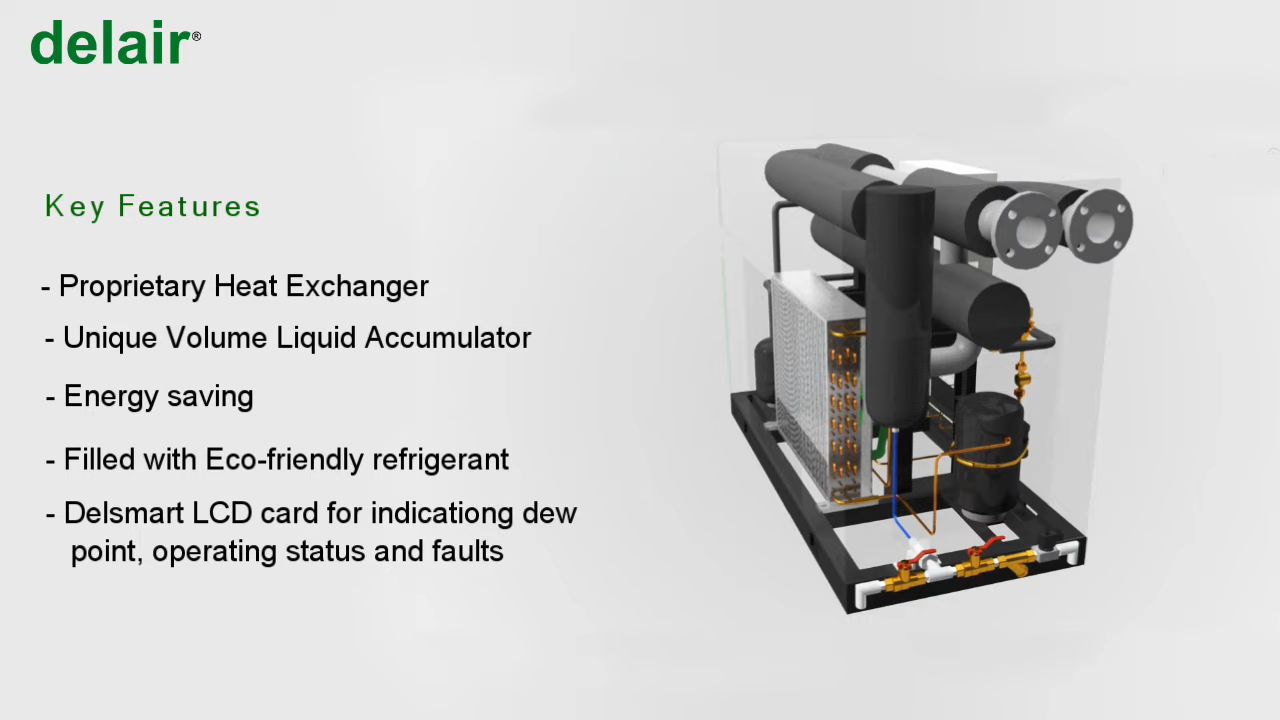 delair®
Key Features
- Proprietary Heat Exchanger
- Unique Volume Liquid Accumulator
- Energy saving
- Filled with Eco-friendly refrigerant
- Delsmart LCD card for indicationg dew
point, operating status and faults